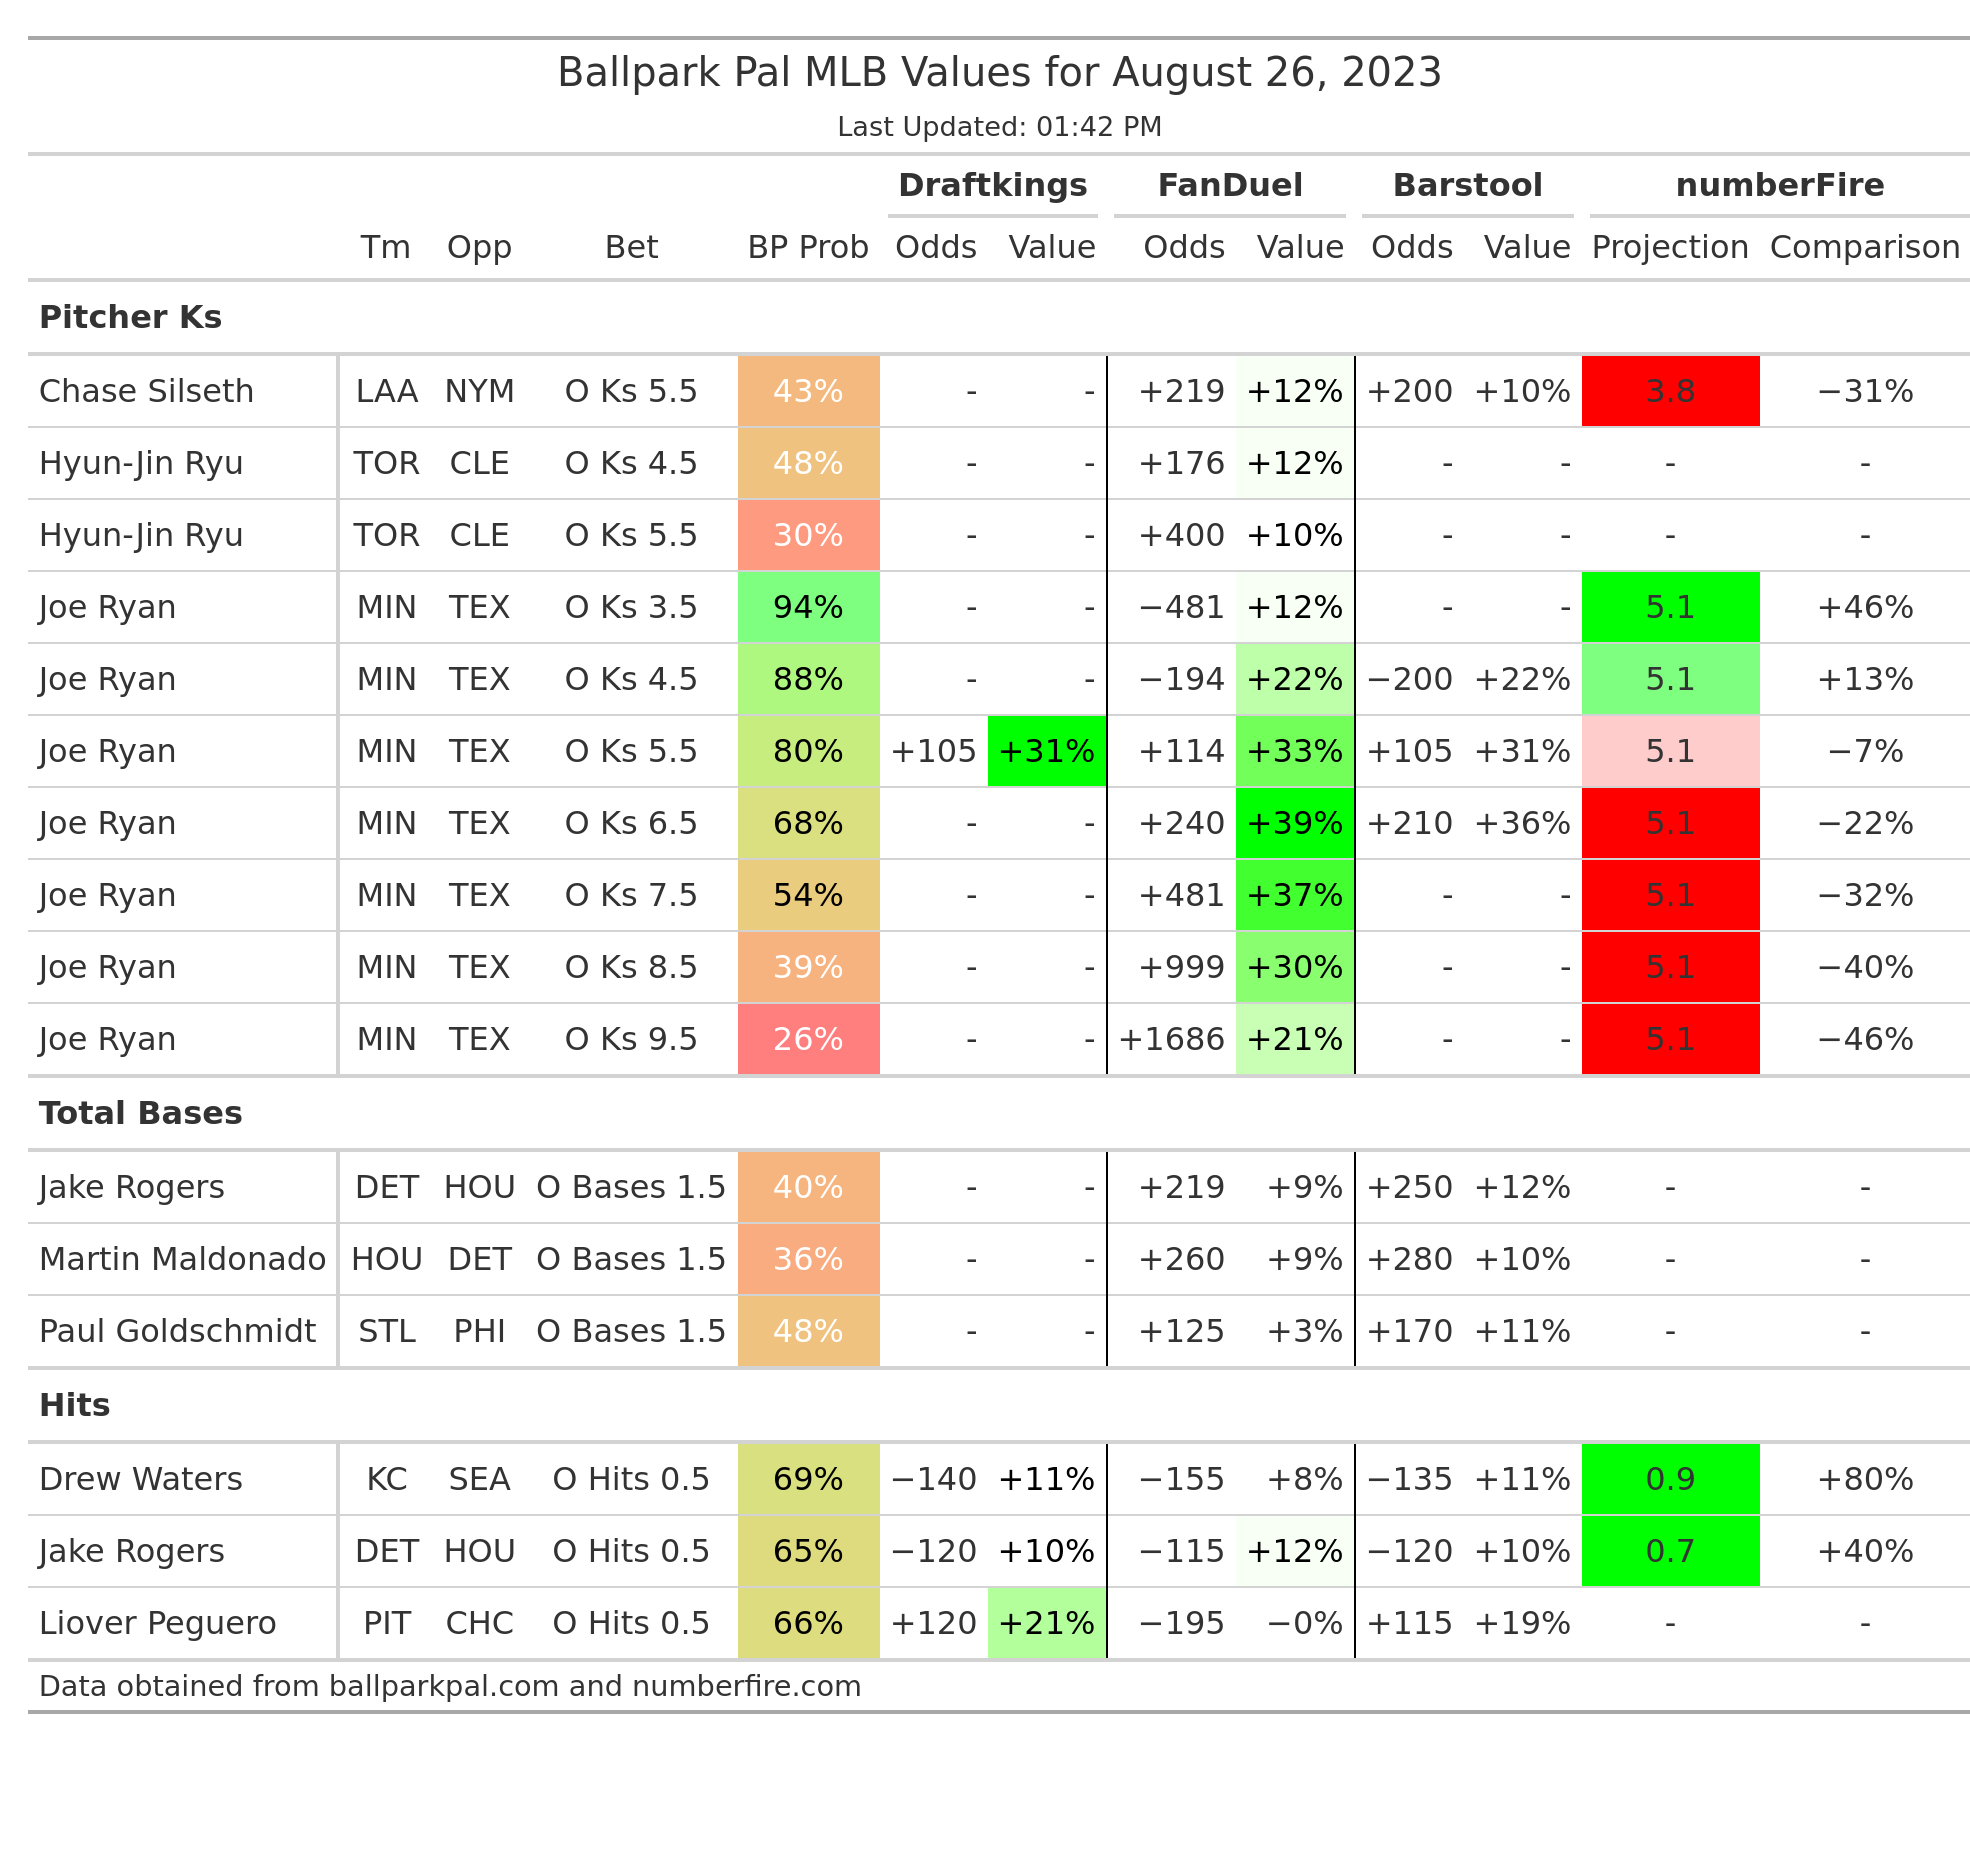 Ballpark Pal MLB Values for August 26, 2023
Last Updated: 01:42 PM
Draftkings FanDuel Barstool numberFire
Tm Opp Bet BP Prob Odds Value Odds Value Odds Value Projection Comparison
Pitcher Ks
Chase Silseth LAA NYM O Ks 5.5 43% - - +219 +12% +200 +10% 3.8 −31%
Hyun-Jin Ryu TOR CLE O Ks 4.5 48% - - +176 +12% - - - -
Hyun-Jin Ryu TOR CLE O Ks 5.5 30% - - +400 +10% - - - -
Joe Ryan MIN TEX O Ks 3.5 94% - - −481 +12% - - 5.1 +46%
Joe Ryan MIN TEX O Ks 4.5 88% - - −194 +22% −200 +22% 5.1 +13%
Joe Ryan MIN TEX O Ks 5.5 80% +105 +31% +114 +33% +105 +31% 5.1 −7%
Joe Ryan MIN TEX O Ks 6.5 68% - - +240 +39% +210 +36% 5.1 −22%
Joe Ryan MIN TEX O Ks 7.5 54% - - +481 +37% - - 5.1 −32%
Joe Ryan MIN TEX O Ks 8.5 39% - - +999 +30% - - 5.1 −40%
Joe Ryan MIN TEX O Ks 9.5 26% - - +1686 +21% - - 5.1 −46%
Total Bases
Jake Rogers DET HOU O Bases 1.5 40% - - +219 +9% +250 +12% - -
Martin Maldonado HOU DET O Bases 1.5 36% - - +260 +9% +280 +10% - -
Paul Goldschmidt STL PHI O Bases 1.5 48% - - +125 +3% +170 +11% - -
Hits
Drew Waters KC SEA O Hits 0.5 69% −140 +11% −155 +8% −135 +11% 0.9 +80%
Jake Rogers DET HOU O Hits 0.5 65% −120 +10% −115 +12% −120 +10% 0.7 +40%
Liover Peguero PIT CHC O Hits 0.5 66% +120 +21% −195 −0% +115 +19% - -
Data obtained from ballparkpal.com and numberfire.com